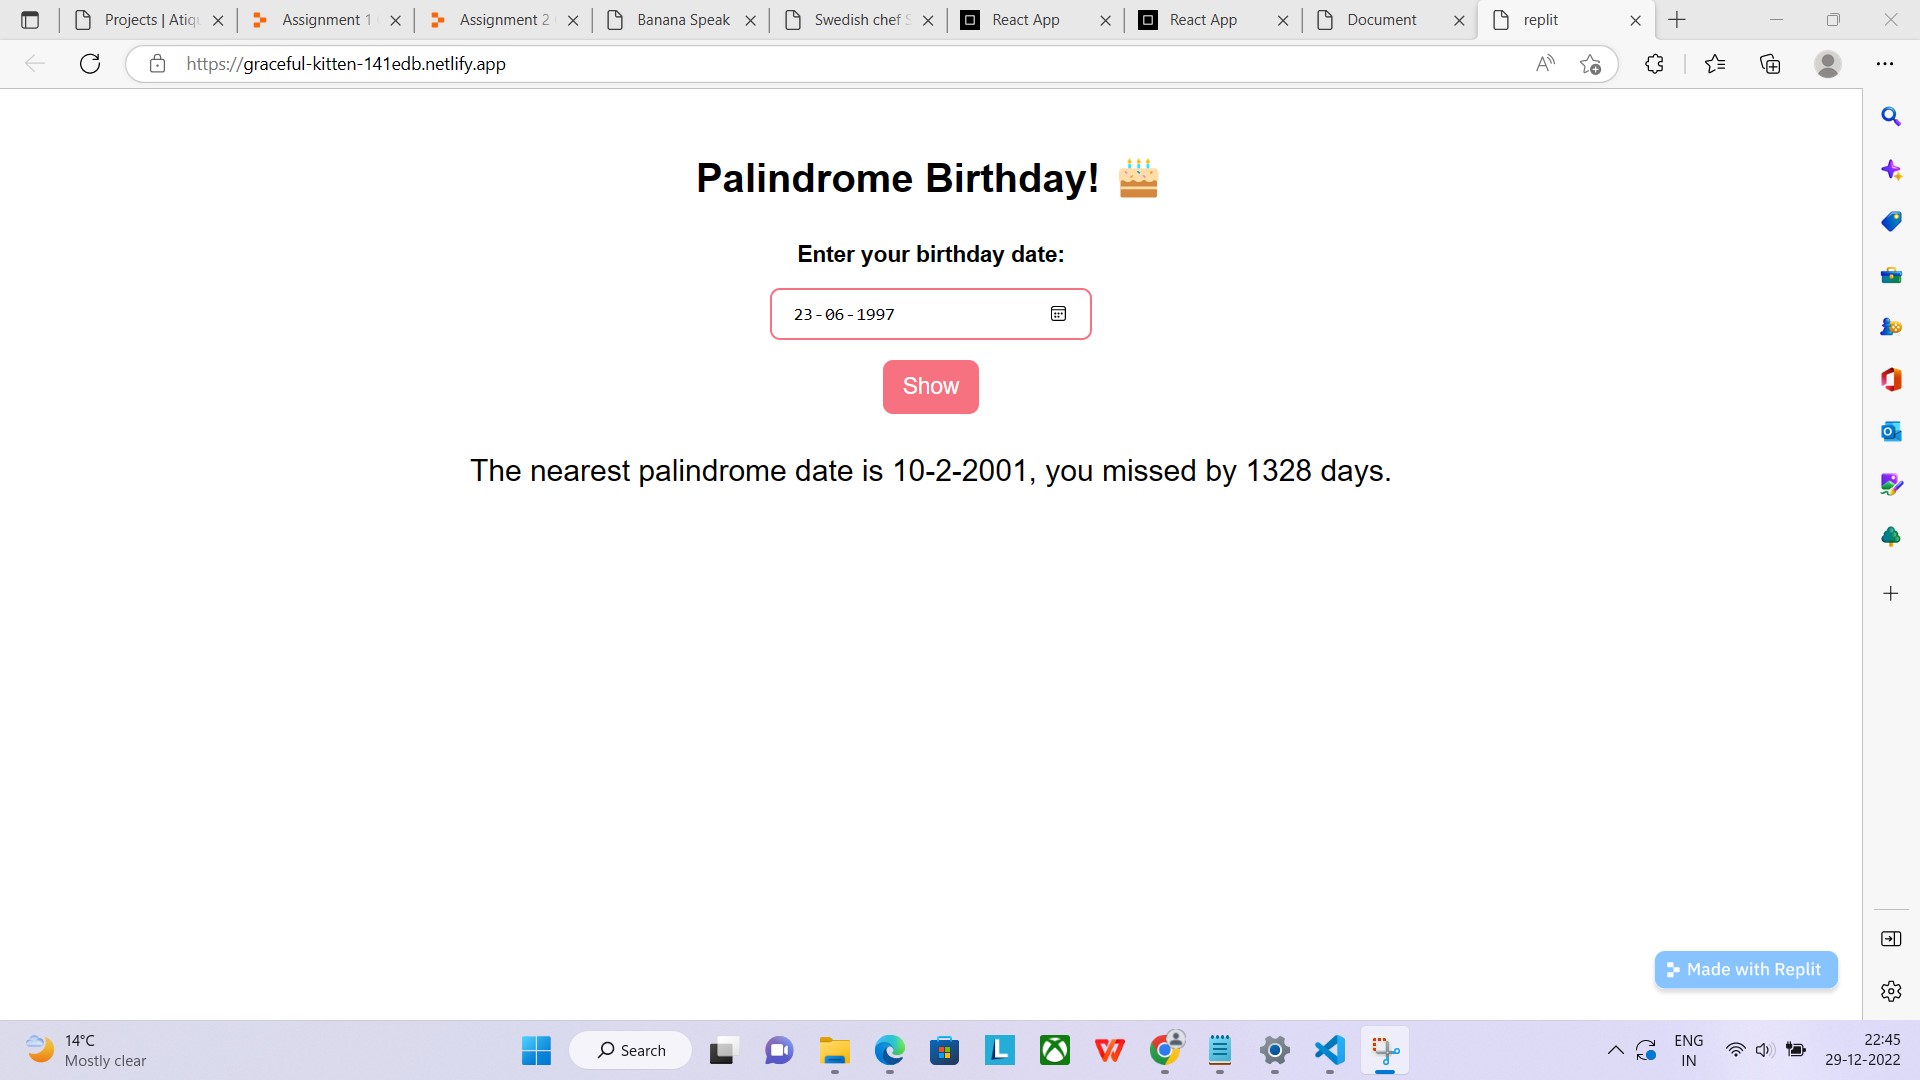 Projects | Atiq
Assignment 1
Assignment 2
Banana Speak
Swedish chef S
React App
React App
Document
replit
https://graceful-kitten-141edb.netlify.app
Palindrome Birthday! 🎂
Enter your birthday date:
23-06-1997
Show
The nearest palindrome date is 10-2-2001, you missed by 1328 days.
Made with Replit
14°C
Mostly clear
Search
ENG
IN
22:45
29-12-2022